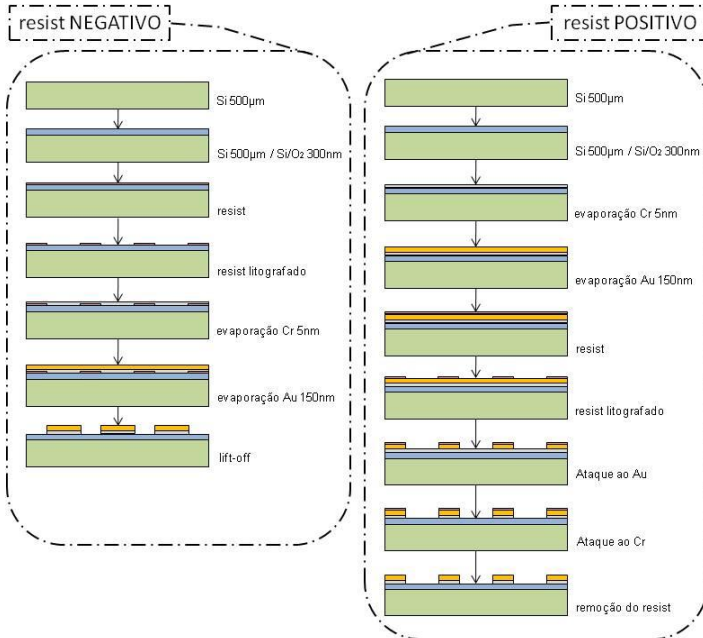 resist NEGATIVO
Si 500µm
Si 500µm / Si/O₂ 300nm
resist
resist litografado
evaporação Cr 5nm
evaporação Au 150nm
lift-off
resist POSITIVO
Si 500µm
Si 500µm / Si/O₂ 300nm
evaporação Cr 5nm
evaporação Au 150nm
resist
resist litografado
Ataque ao Au
Ataque ao Cr
remoção do resist